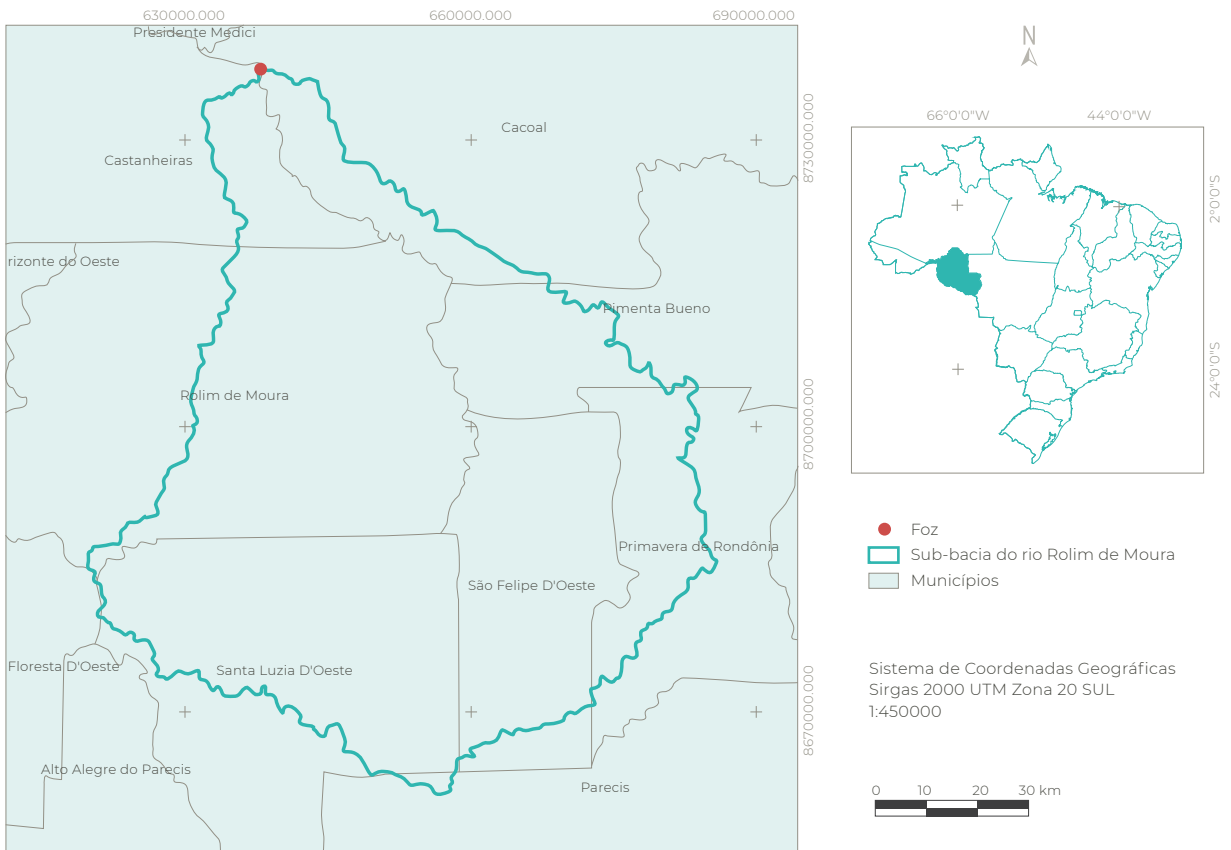 630000.000
660000.000
690000.000
Presidente Medici
Cacoal
Castanheiras
rizonte do Oeste
Pimenta Bueno
Rolim de Moura
Primavera de Rondônia
São Felipe D'Oeste
Floresta D'Oeste
Santa Luzia D'Oeste
Alto Alegre do Parecis
Parecis
8730000.000
8700000.000
8670000.000
N
66°0'0"W
44°0'0"W
2°0'0"S
24°0'0"S
Foz
Sub-bacia do rio Rolim de Moura
Municípios
Sistema de Coordenadas Geográficas
Sirgas 2000 UTM Zona 20 SUL
1:450000
0 10 20 30 km